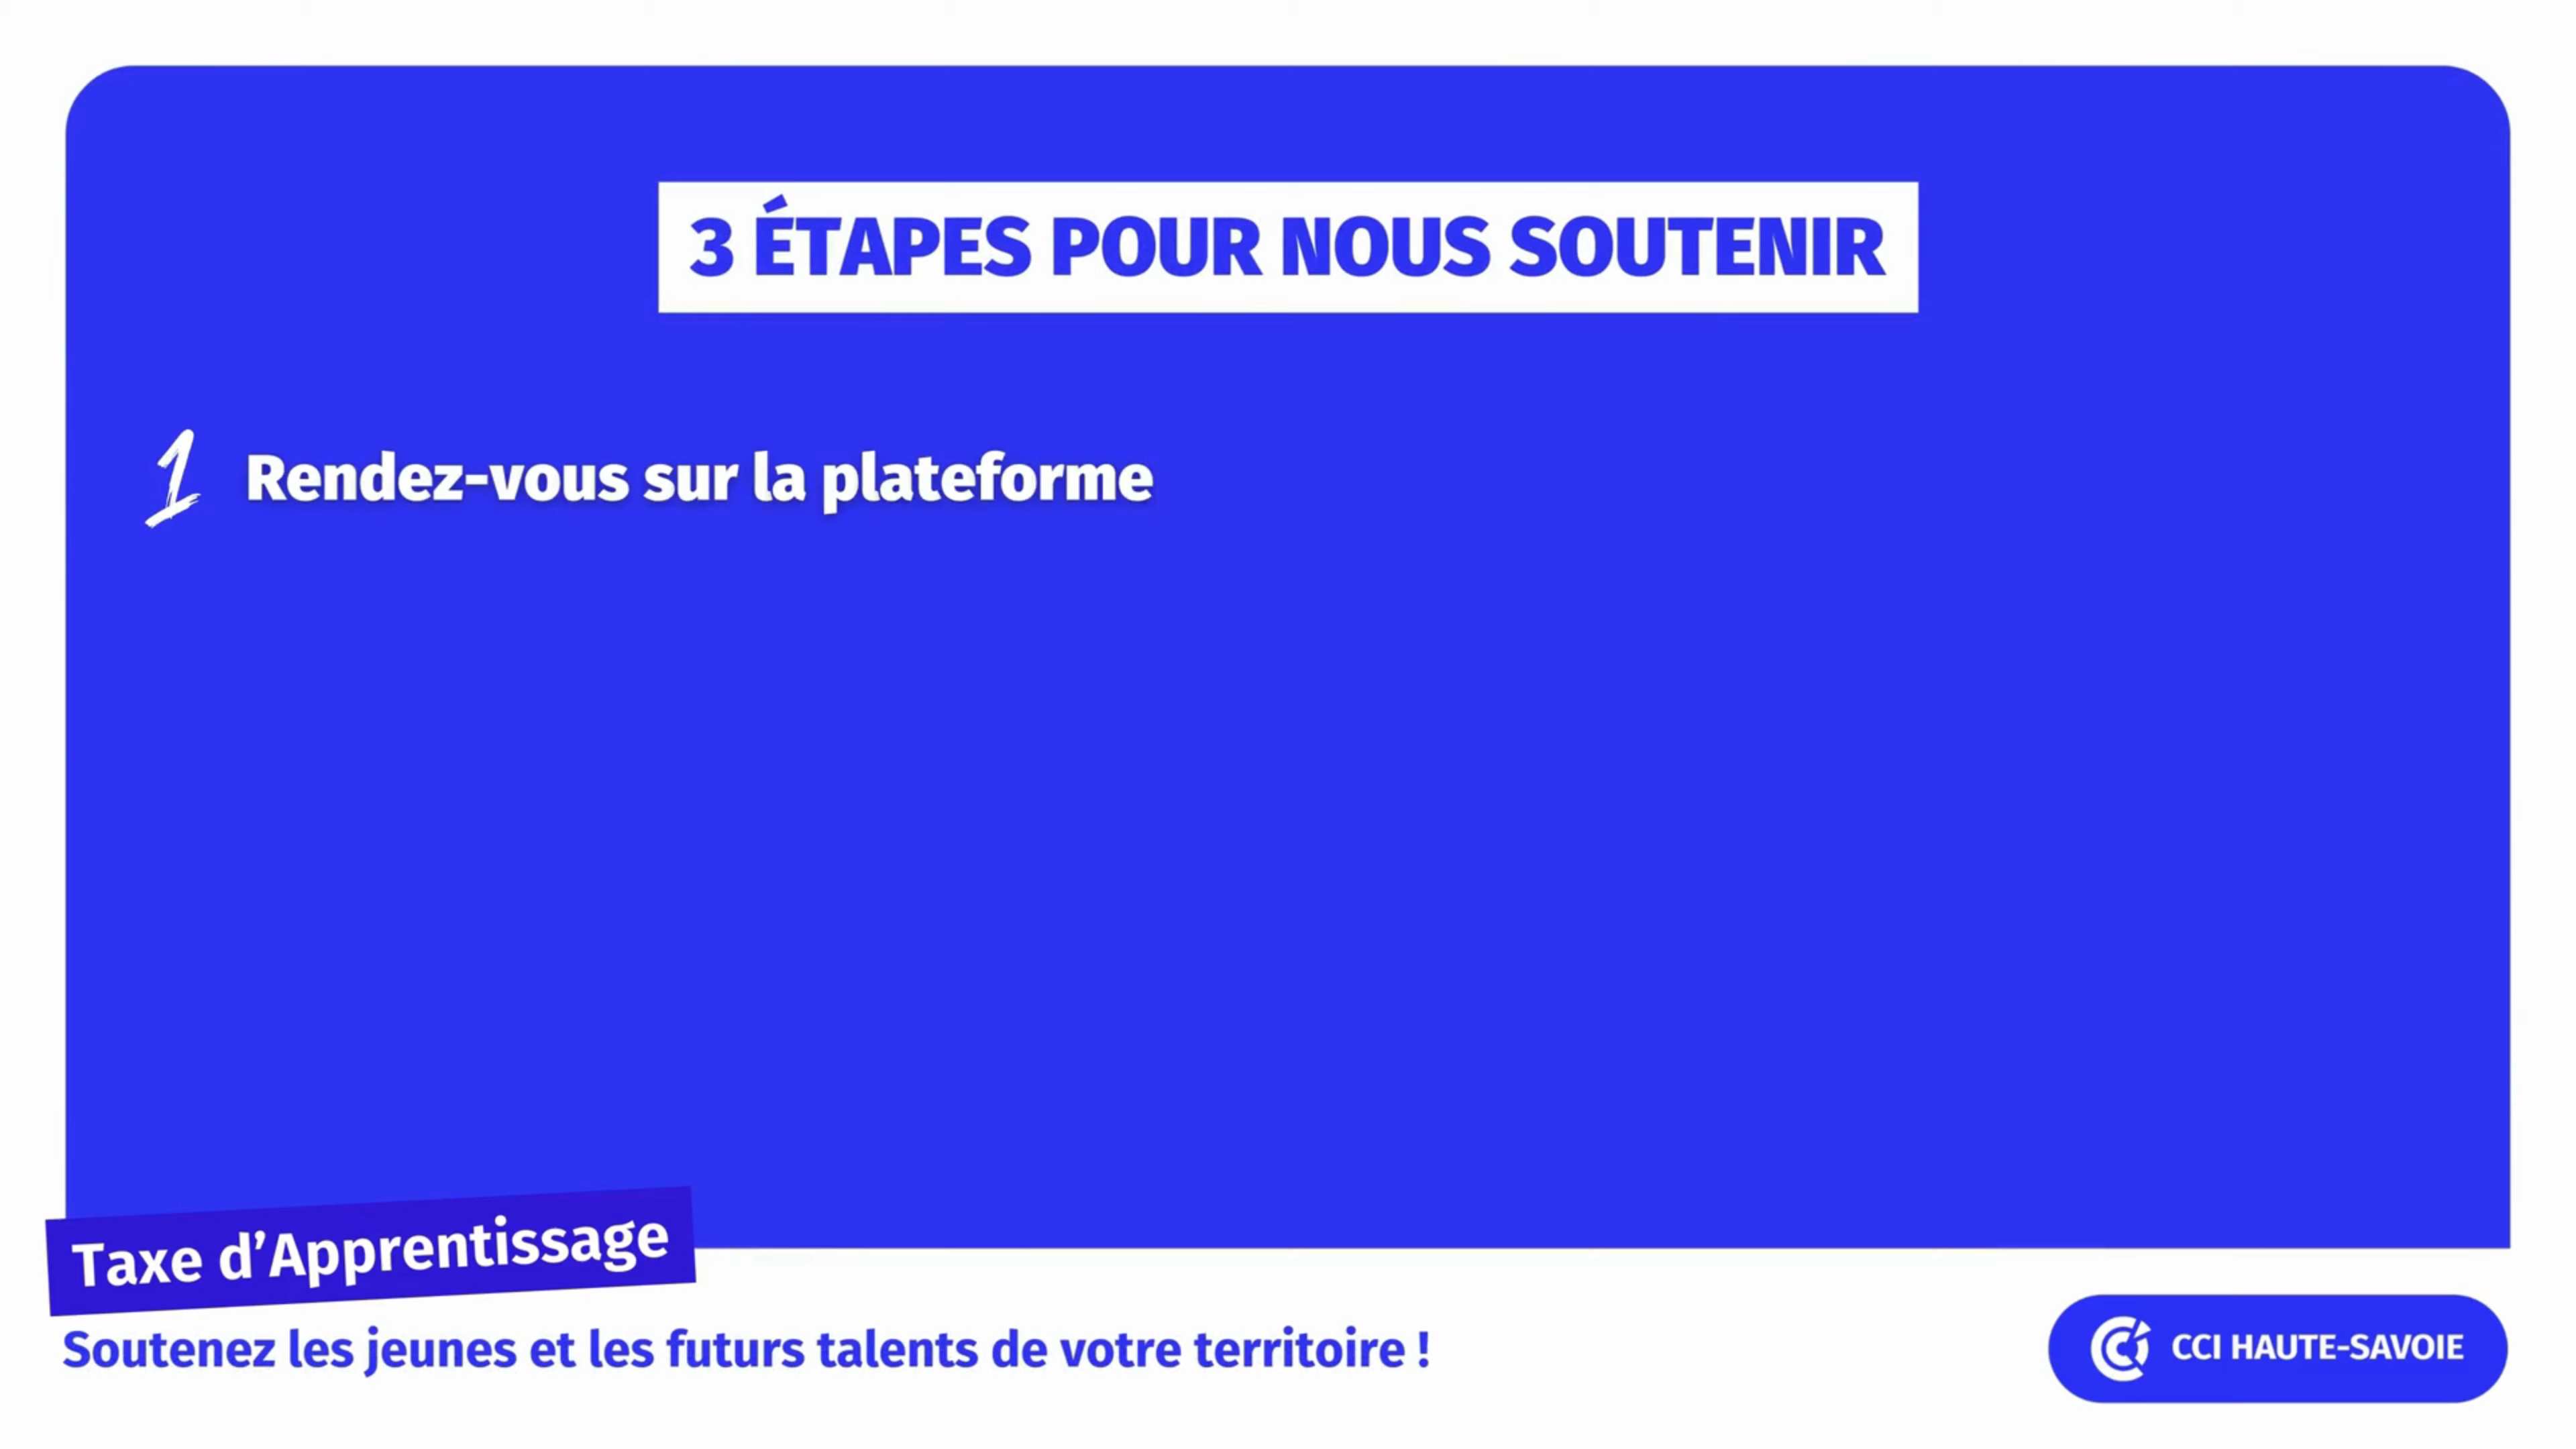 3 ÉTAPES POUR NOUS SOUTENIR
1 Rendez-vous sur la plateforme
Taxe d’Apprentissage
Soutenez les jeunes et les futurs talents de votre territoire !
CCI HAUTE-SAVOIE